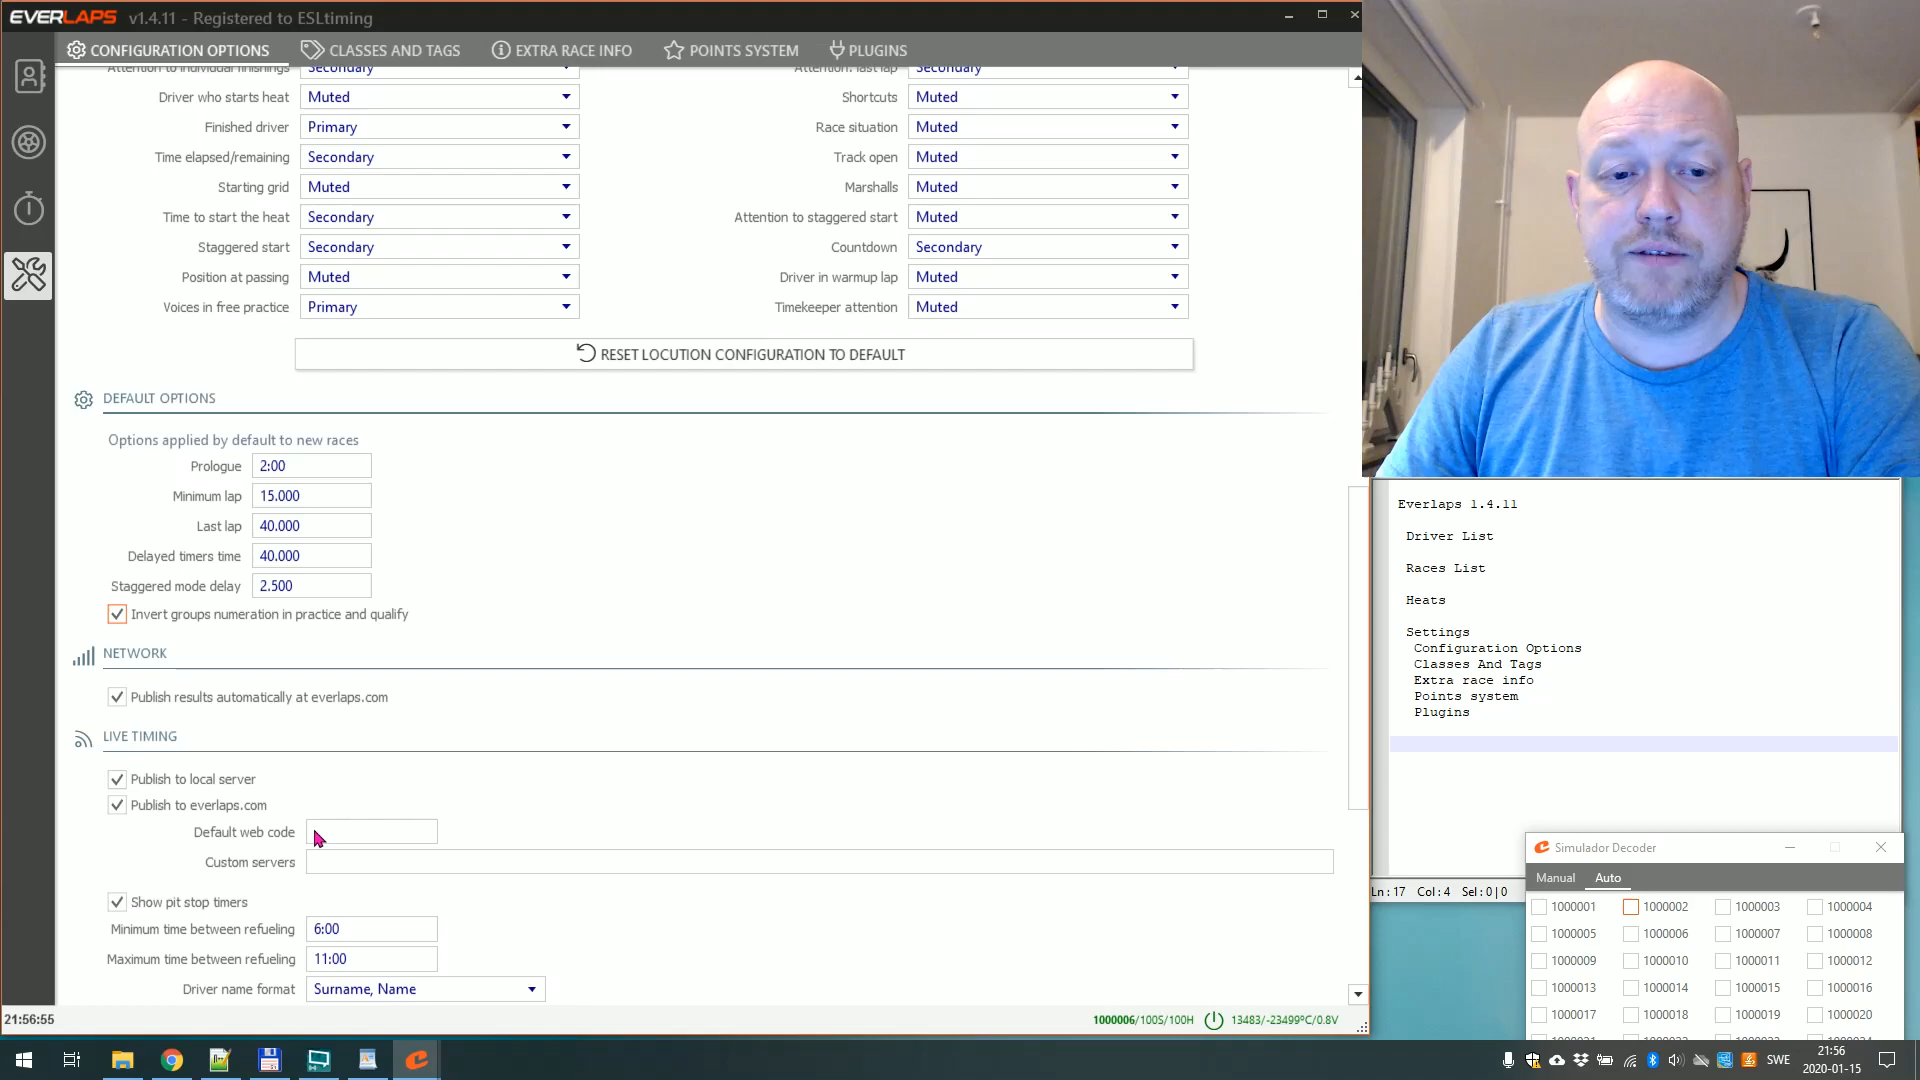 EVERLAPS v1.4.11 - Registered to ESLtiming
CONFIGURATION OPTIONS CLASSES AND TAGS EXTRA RACE INFO POINTS SYSTEM PLUGINS
Attention to individual finishings Secondary Attention: last lap Secondary
Driver who starts heat Muted Shortcuts Muted
Finished driver Primary Race situation Muted
Time elapsed/remaining Secondary Track open Muted
Starting grid Muted Marshalls Muted
Time to start the heat Secondary Attention to staggered start Muted
Staggered start Secondary Countdown Secondary
Position at passing Muted Driver in warmup lap Muted
Voices in free practice Primary Timekeeper attention Muted
RESET LOCUTION CONFIGURATION TO DEFAULT
DEFAULT OPTIONS
Options applied by default to new races
Prologue 2:00
Minimum lap 15.000
Last lap 40.000
Delayed timers time 40.000
Staggered mode delay 2.500
Invert groups numeration in practice and qualify
NETWORK
Publish results automatically at everlaps.com
LIVE TIMING
Publish to local server
Publish to everlaps.com
Default web code
Custom servers
Show pit stop timers
Minimum time between refueling 6:00
Maximum time between refueling 11:00
Driver name format Surname, Name
21:56:55 1000006/100S/100H 13483/-23499ºC/0.8V
Everlaps 1.4.11
Driver List
Races List
Heats
Settings
Configuration Options
Classes And Tags
Extra race info
Points system
Plugins
Ln: 17 Col: 4 Sel: 0 | 0
Simulador Decoder
Manual Auto
1000001 1000002 1000003 1000004
1000005 1000006 1000007 1000008
1000009 1000010 1000011 1000012
1000013 1000014 1000015 1000016
1000017 1000018 1000019 1000020
SWE 21:56
2020-01-15